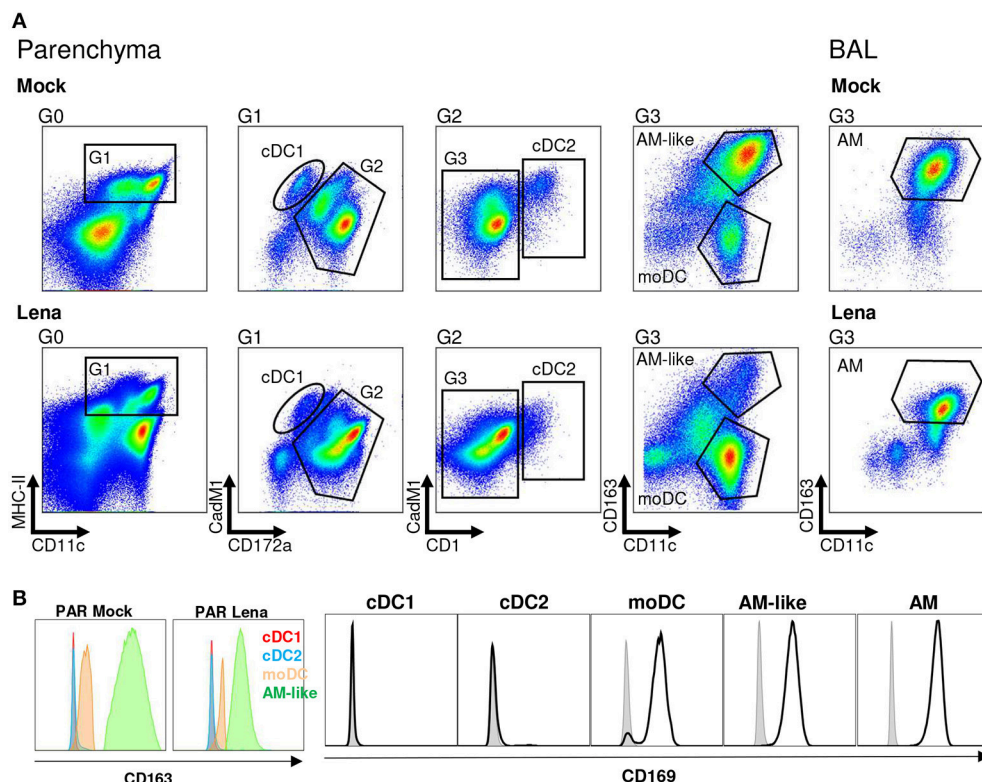 A
Parenchyma
BAL
Mock
Mock
G0
G1
G2
G3
G3
G1
cDC1
G2
G3
cDC2
AM-like
moDC
AM
Lena
Lena
G0
G1
G2
G3
G3
G1
cDC1
G2
G3
cDC2
AM-like
moDC
AM
MHC-II
CD11c
CadM1
CD172a
CadM1
CD1
CD163
CD11c
CD163
CD11c
B
PAR Mock
PAR Lena
cDC1
cDC2
moDC
AM-like
CD163
cDC1
cDC2
moDC
AM-like
AM
CD169